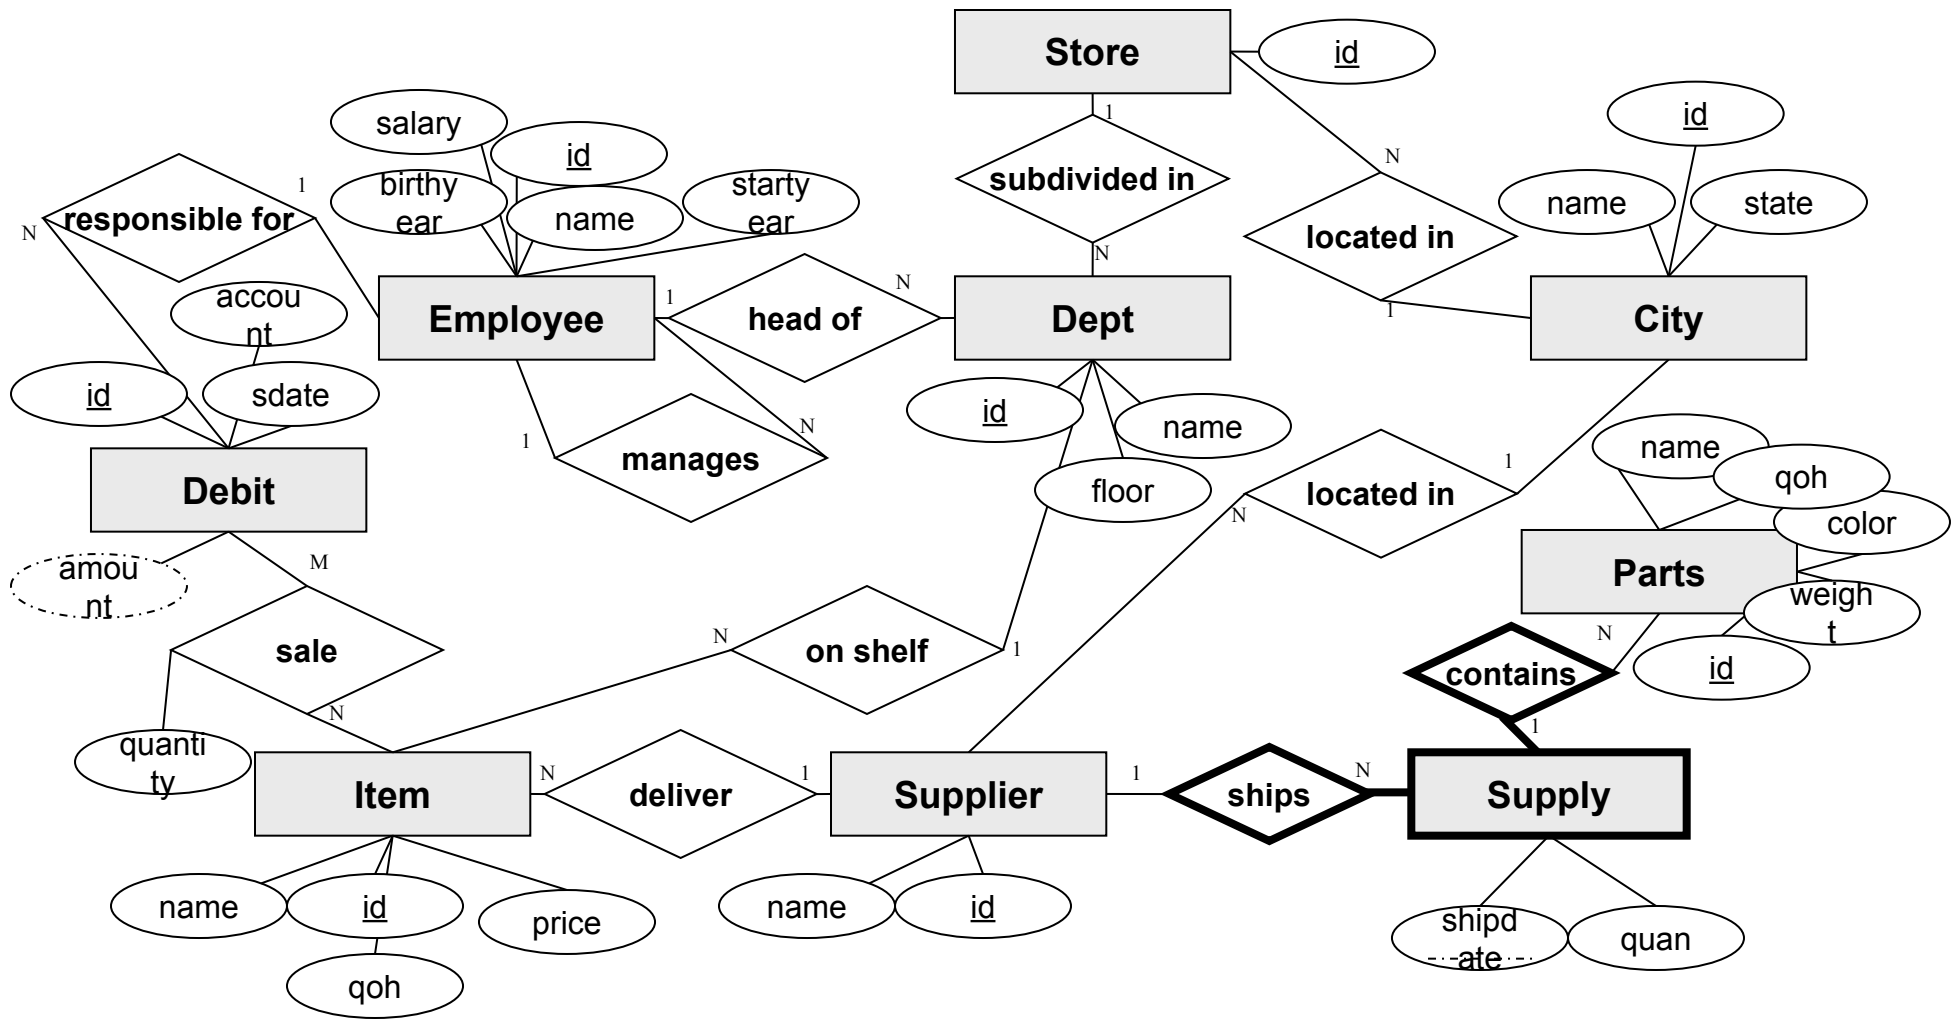 Store
id
salary
id
id
1
subdivided in
N
located in
name
state
responsible for
1
N
birthy
ear
name
starty
ear
N
accou
nt
Employee
1
head of
N
Dept
1
City
id
sdate
1
manages
N
id
name
floor
located in
1
N
name
qoh
color
Debit
amou
nt
M
Parts
weigh
t
id
sale
N
quanti
ty
N
on shelf
1
contains
N
1
Item
N
deliver
1
Supplier
1
ships
N
Supply
name
id
price
qoh
name
id
shipd
ate
quan